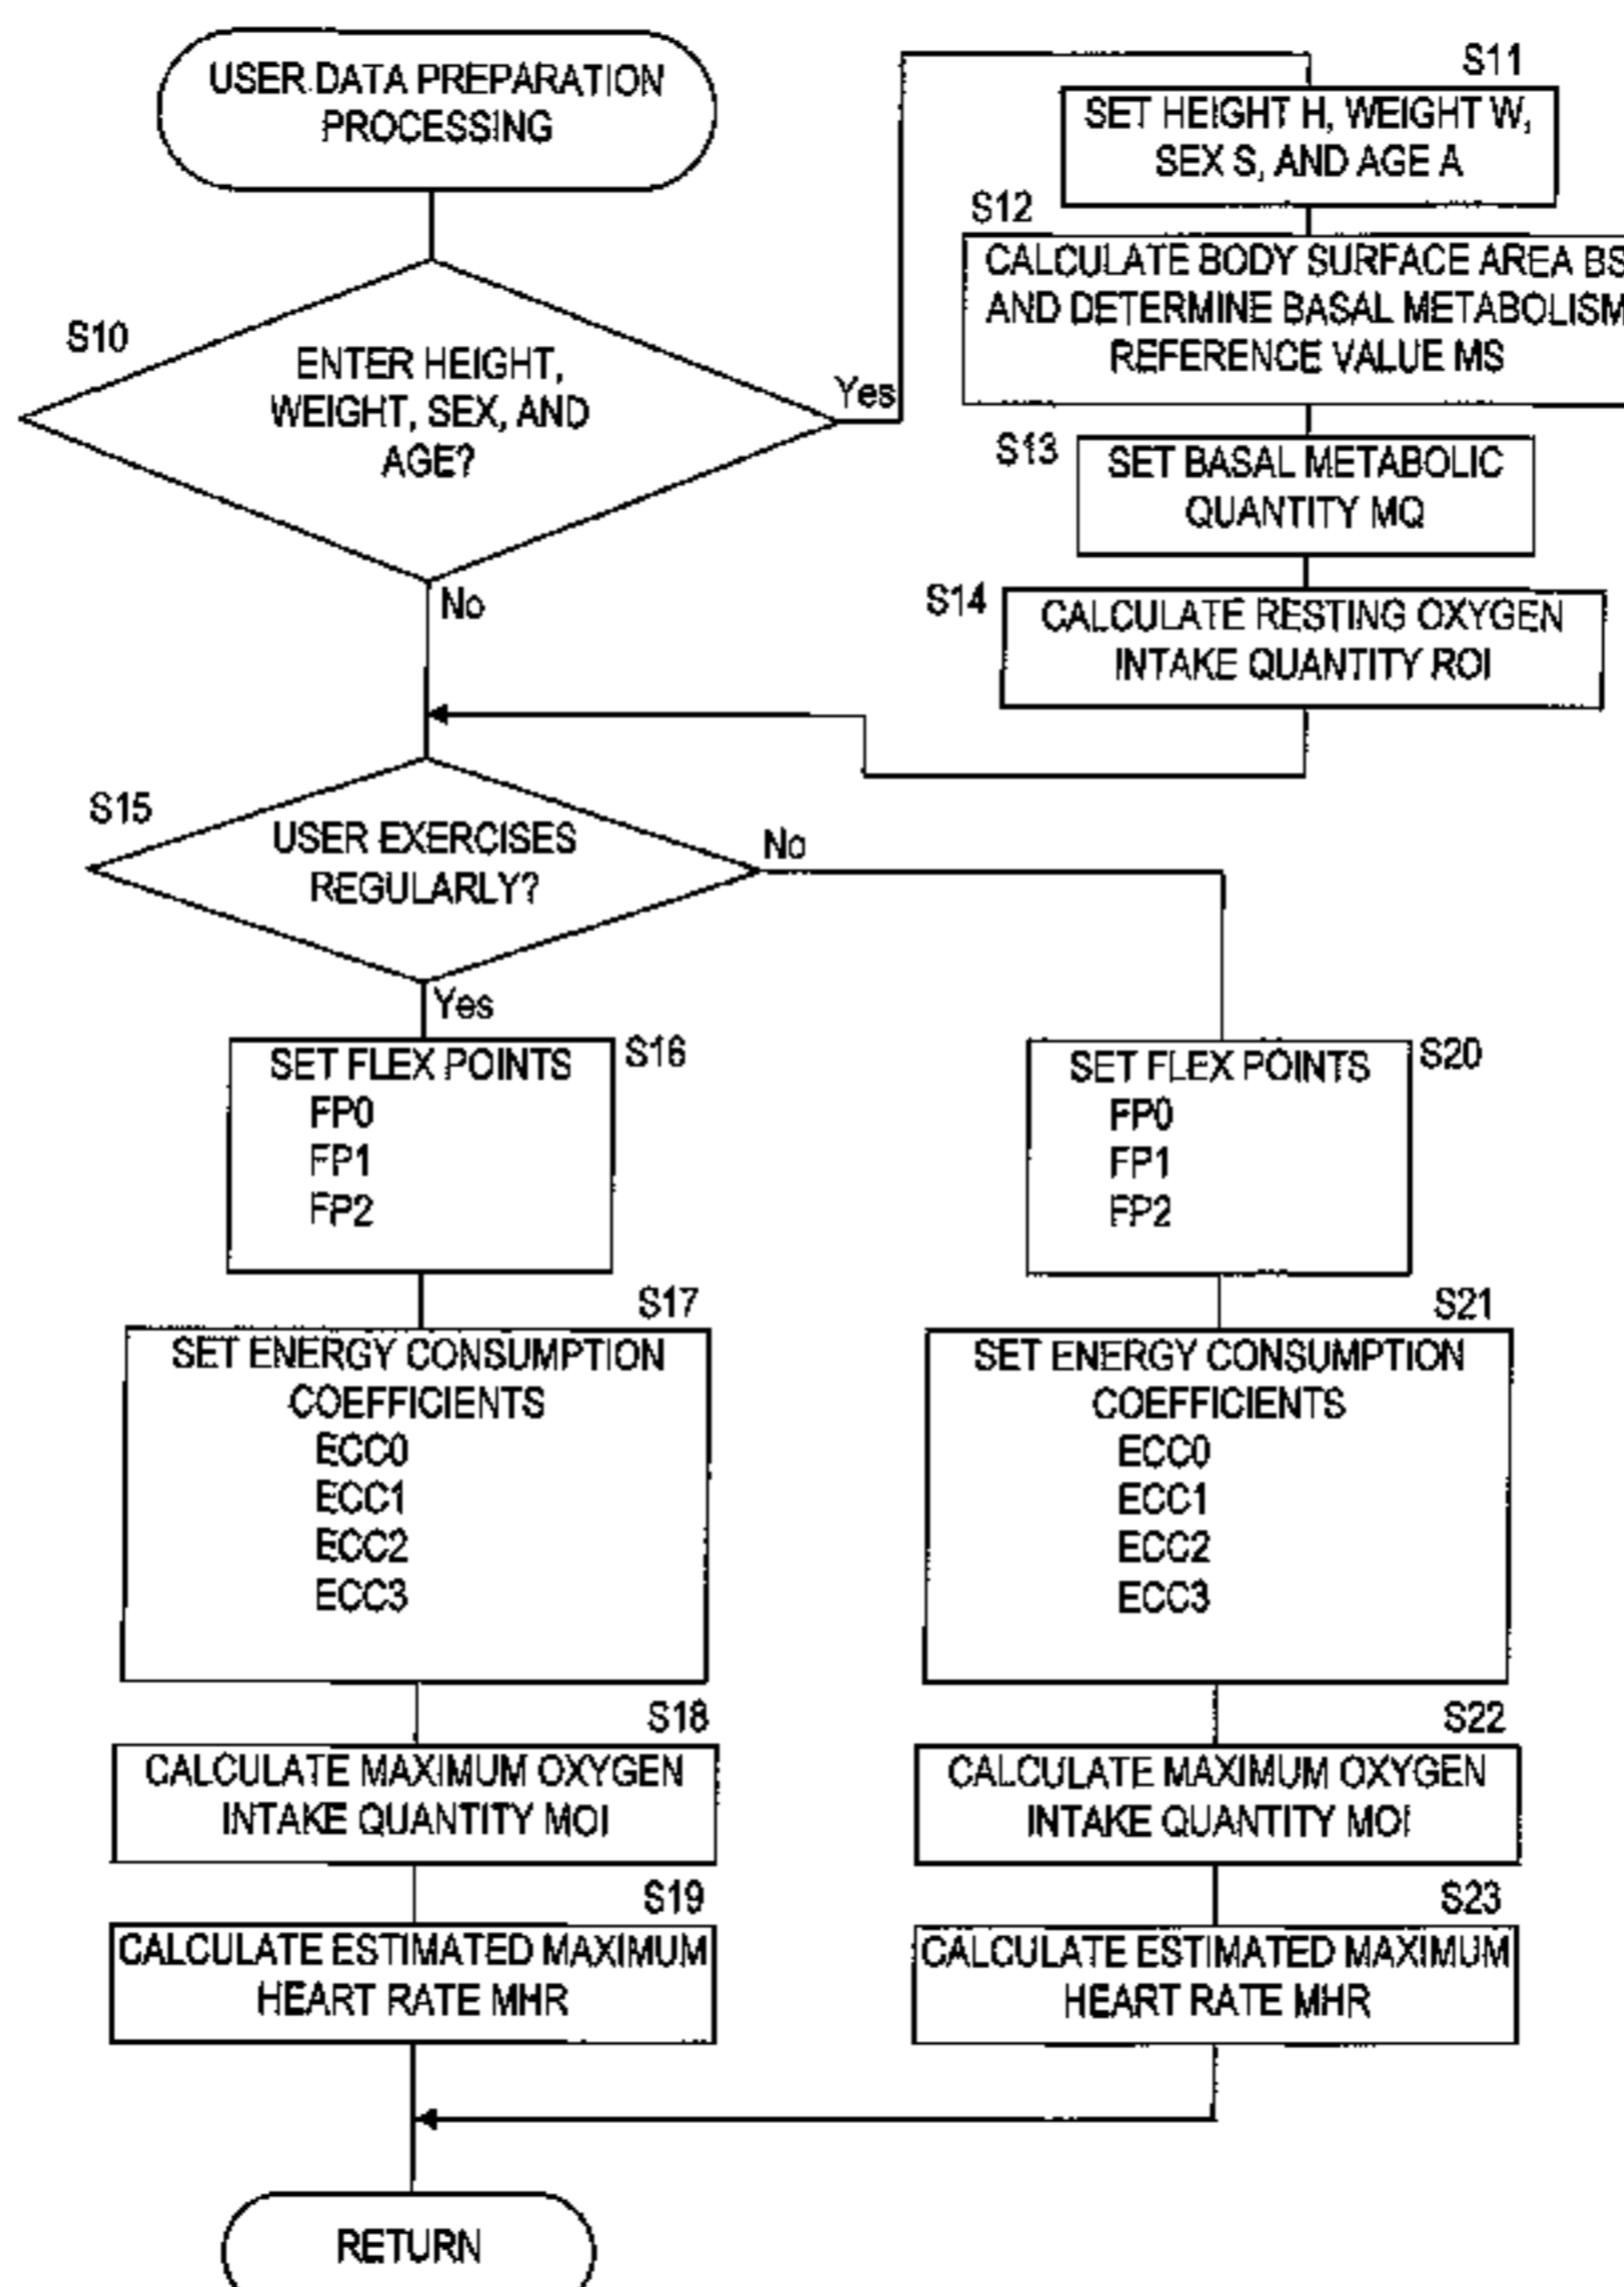 USER DATA PREPARATION
PROCESSING
S10
ENTER HEIGHT,
WEIGHT, SEX, AND
AGE?
Yes
No
S11
SET HEIGHT H, WEIGHT W,
SEX S, AND AGE A
S12
CALCULATE BODY SURFACE AREA BS
AND DETERMINE BASAL METABOLISM
REFERENCE VALUE MS
S13
SET BASAL METABOLIC
QUANTITY MQ
S14
CALCULATE RESTING OXYGEN
INTAKE QUANTITY ROI
S15
USER EXERCISES
REGULARLY?
No
Yes
S16
SET FLEX POINTS
FP0
FP1
FP2
S17
SET ENERGY CONSUMPTION
COEFFICIENTS
ECC0
ECC1
ECC2
ECC3
S18
CALCULATE MAXIMUM OXYGEN
INTAKE QUANTITY MOI
S19
CALCULATE ESTIMATED MAXIMUM
HEART RATE MHR
S20
SET FLEX POINTS
FP0
FP1
FP2
S21
SET ENERGY CONSUMPTION
COEFFICIENTS
ECC0
ECC1
ECC2
ECC3
S22
CALCULATE MAXIMUM OXYGEN
INTAKE QUANTITY MOI
S23
CALCULATE ESTIMATED MAXIMUM
HEART RATE MHR
RETURN